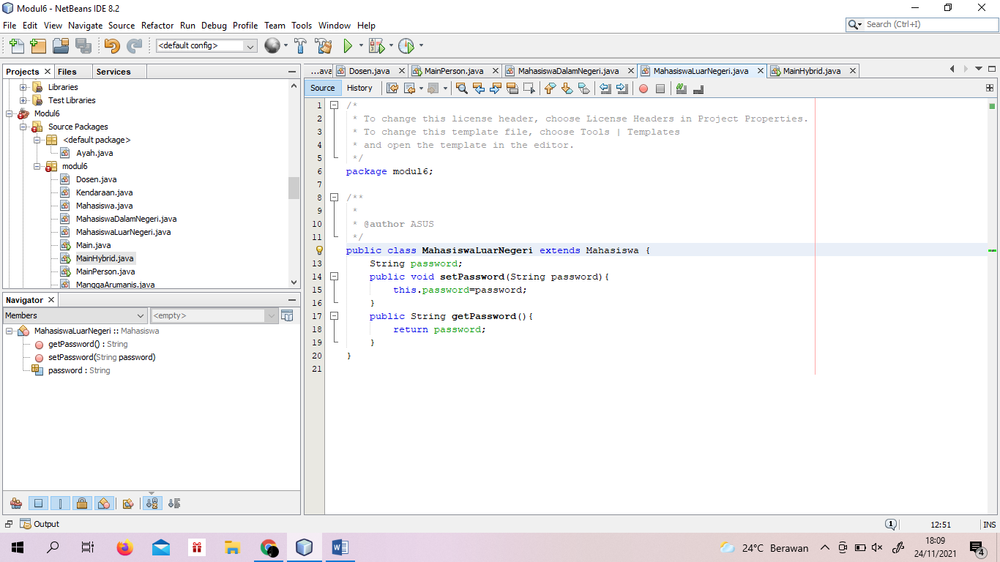 Modul6 - NetBeans IDE 8.2
File Edit View Navigate Source Refactor Run Debug Profile Team Tools Window Help
Search (Ctrl+I)
<default config>
Projects Files Services
Libraries
Test Libraries
Modul6
Source Packages
<default package>
Ayah.java
modul6
Dosen.java
Kendaraan.java
Mahasiswa.java
MahasiswaDalamNegeri.java
MahasiswaLuarNegeri.java
Main.java
MainHybrid.java
MainPerson.java
ManggaArumanis.java
Navigator
Members <empty>
MahasiswaLuarNegeri :: Mahasiswa
getPassword() : String
setPassword(String password)
password : String
...ava Dosen.java MainPerson.java MahasiswaDalamNegeri.java MahasiswaLuarNegeri.java MainHybrid.java
Source History
1 /*
2 * To change this license header, choose License Headers in Project Properties.
3 * To change this template file, choose Tools | Templates
4 * and open the template in the editor.
5 */
6 package modul6;
7
8 /**
9 *
10 * @author ASUS
11 */
public class MahasiswaLuarNegeri extends Mahasiswa {
13 String password;
14 public void setPassword(String password){
15 this.password=password;
16 }
17 public String getPassword(){
18 return password;
19 }
20 }
21
Output
1 12:51 INS
24°C Berawan
18:09
24/11/2021
4